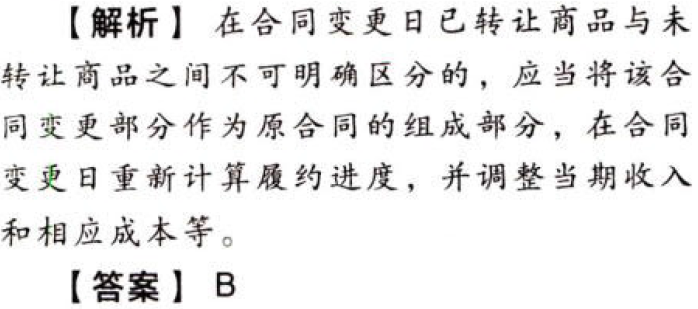 【解析】 在合同变更日已转让商品与未
转让商品之间不可明确区分的，应当将该合
同变更部分作为原合同的组成部分，在合同
变更日重新计算履约进度，并调整当期收入
和相应成本等。
【答案】 B